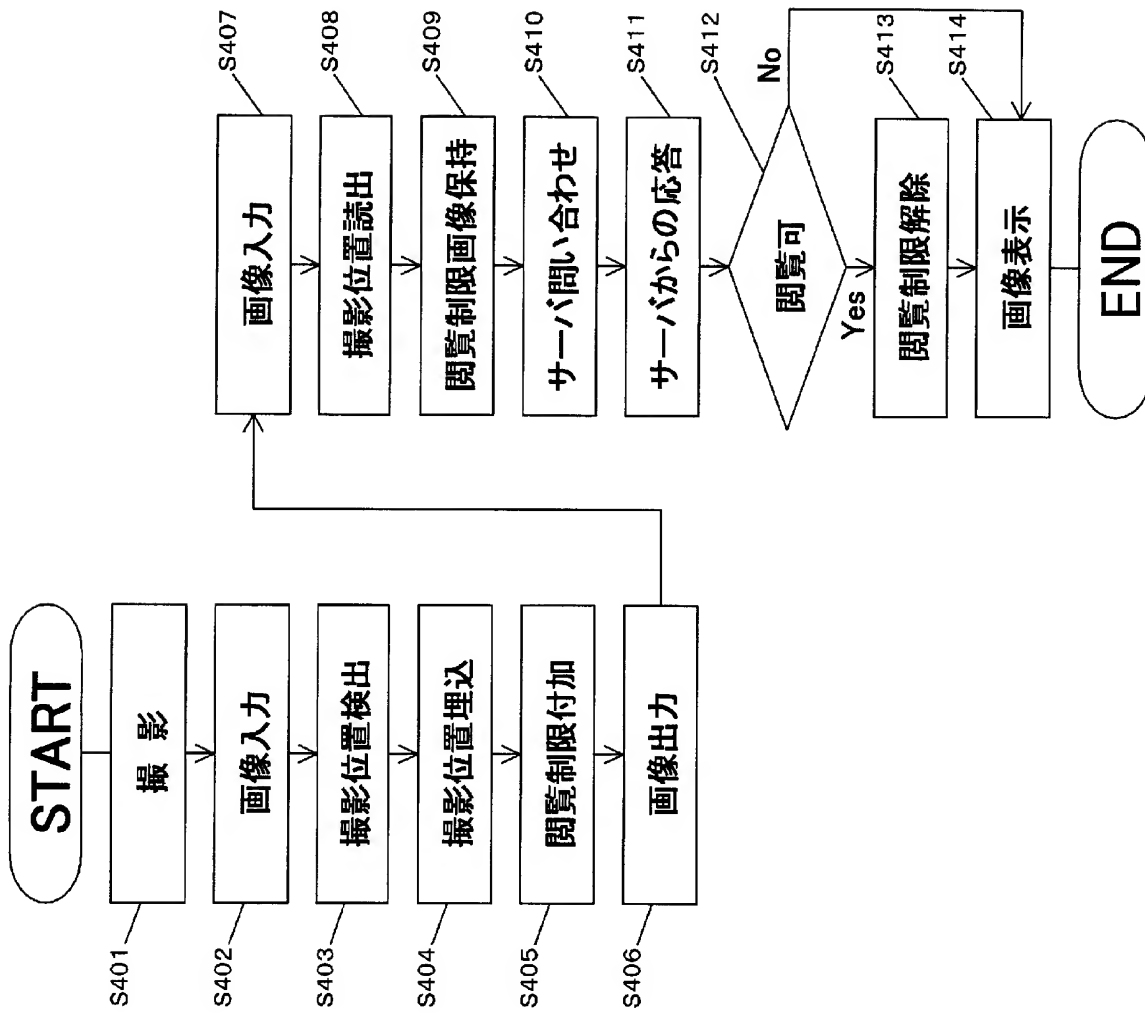 START
S401
撮 影
S402
画像入力
S403
撮影位置検出
S404
撮影位置埋込
S405
閲覧制限付加
S406
画像出力
S407
画像入力
S408
撮影位置読出
S409
閲覧制限画像保持
S410
サーバ問い合わせ
S411
サーバからの応答
S412
閲覧可
No
Yes
S413
閲覧制限解除
S414
画像表示
END